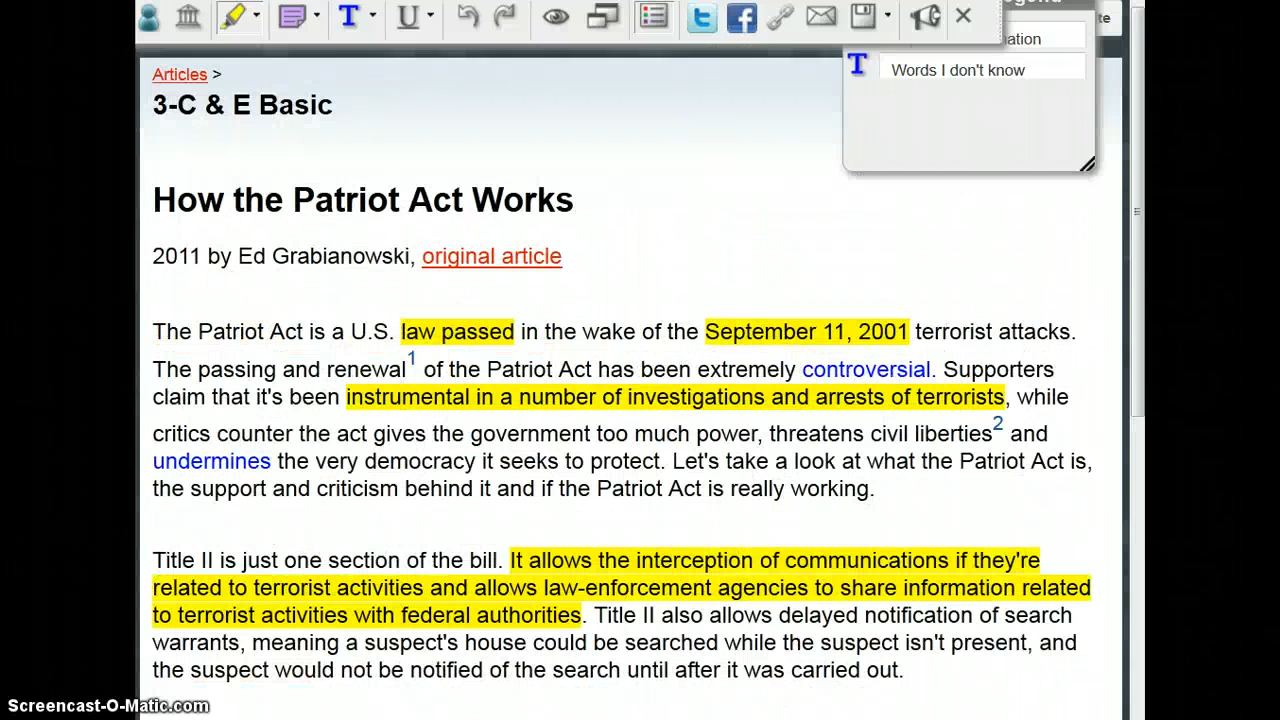 te
ation
T Words I don't know
Articles >
3-C & E Basic
How the Patriot Act Works
2011 by Ed Grabianowski, original article
The Patriot Act is a U.S. law passed in the wake of the September 11, 2001 terrorist attacks.
The passing and renewal1 of the Patriot Act has been extremely controversial. Supporters
claim that it's been instrumental in a number of investigations and arrests of terrorists, while
critics counter the act gives the government too much power, threatens civil liberties2 and
undermines the very democracy it seeks to protect. Let's take a look at what the Patriot Act is,
the support and criticism behind it and if the Patriot Act is really working.
Title II is just one section of the bill. It allows the interception of communications if they're
related to terrorist activities and allows law-enforcement agencies to share information related
to terrorist activities with federal authorities. Title II also allows delayed notification of search
warrants, meaning a suspect's house could be searched while the suspect isn't present, and
the suspect would not be notified of the search until after it was carried out.
Screencast-O-Matic.com